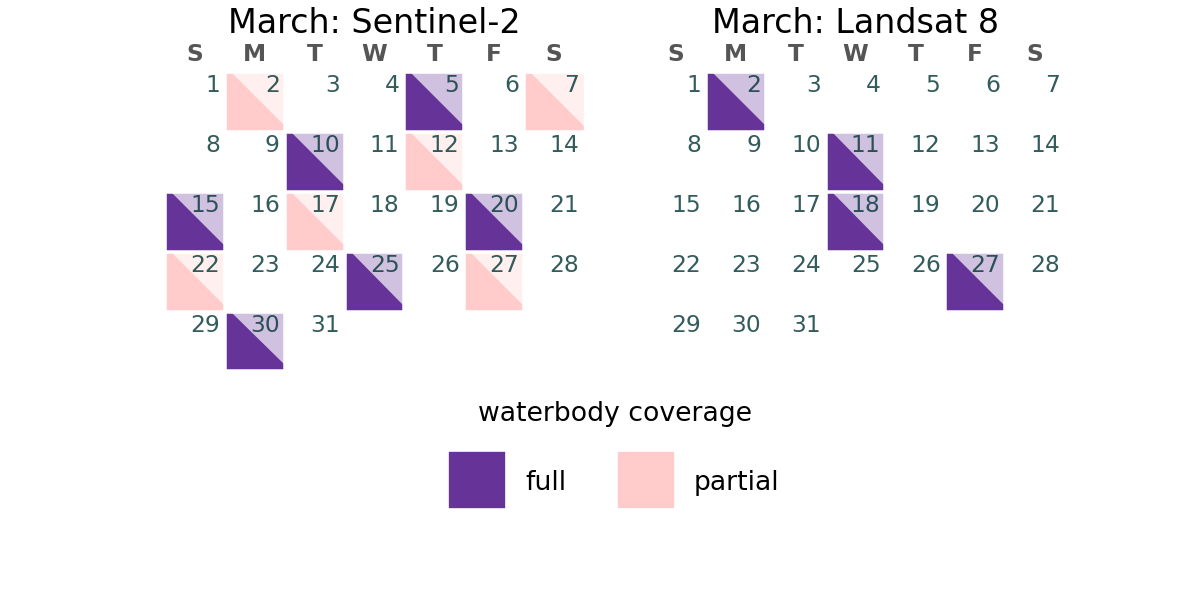 March: Sentinel-2
S M T W T F S
1 2 3 4 5 6 7
8 9 10 11 12 13 14
15 16 17 18 19 20 21
22 23 24 25 26 27 28
29 30 31
March: Landsat 8
S M T W T F S
1 2 3 4 5 6 7
8 9 10 11 12 13 14
15 16 17 18 19 20 21
22 23 24 25 26 27 28
29 30 31
waterbody coverage
full
partial